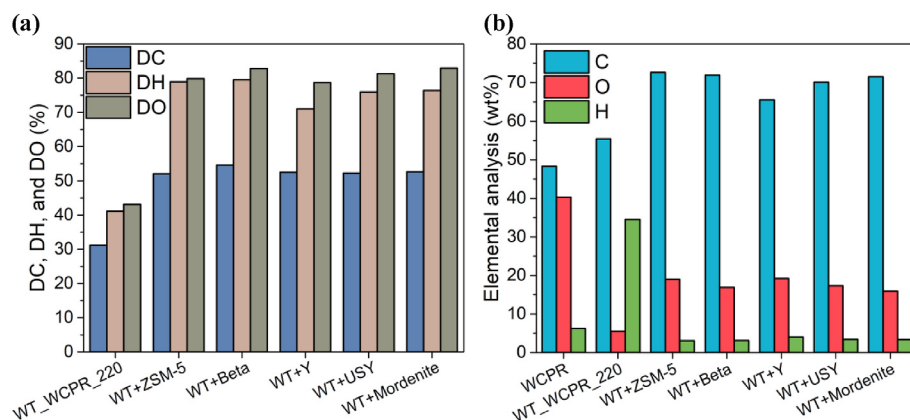 (a)
DC, DH, and DO (%)
90
80
70
60
50
40
30
20
10
0
DC
DH
DO
WT_WCPR_220
WT+ZSM-5
WT+Beta
WT+Y
WT+USY
WT+Mordenite
(b)
Elemental analysis (wt%)
80
70
60
50
40
30
20
10
0
C
O
H
WCPR
WT_WCPR_220
WT+ZSM-5
WT+Beta
WT+Y
WT+USY
WT+Mordenite